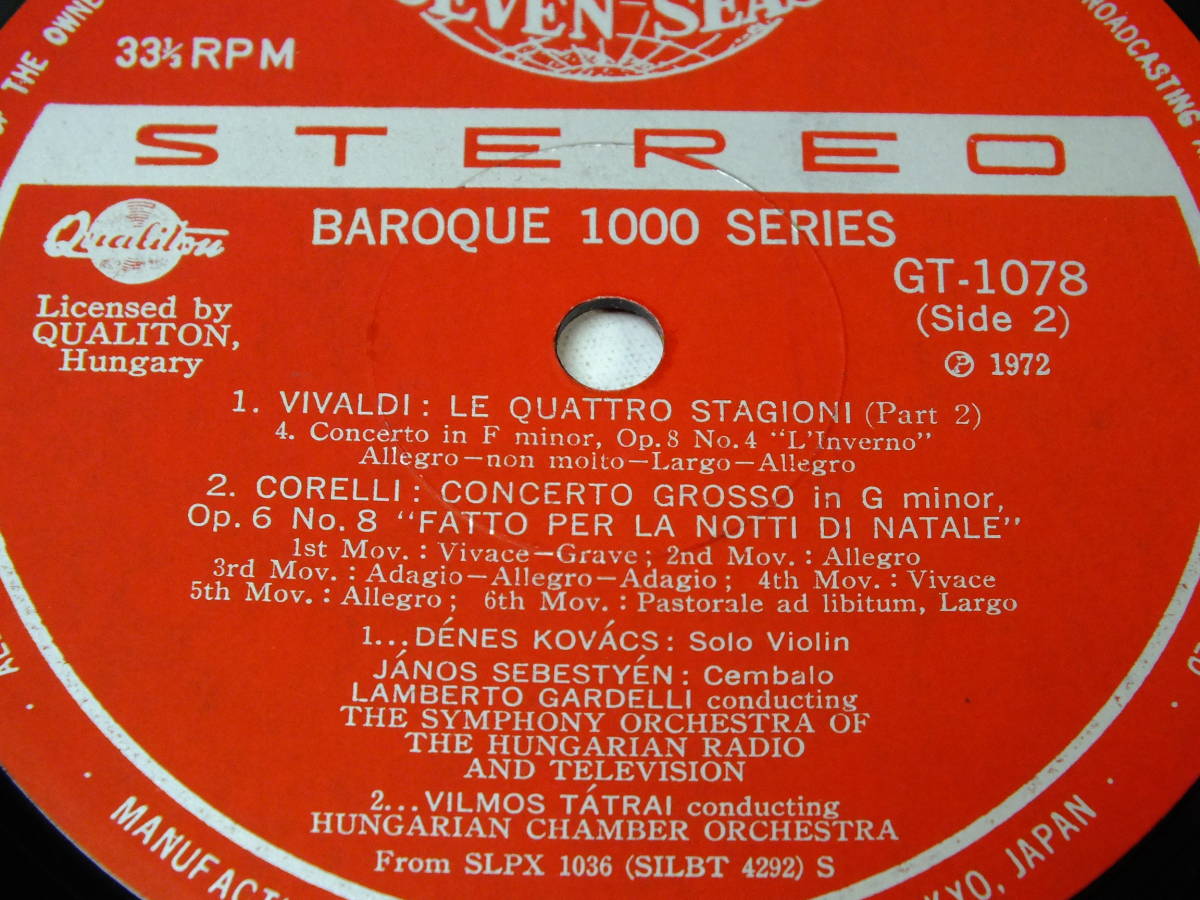 SEVEN SEAS
33⅓ RPM
OF THE OWNE
STEREO
Qualiton
Licensed by
QUALITON,
Hungary
BAROQUE 1000 SERIES
GT-1078
(Side 2)
Ⓟ 1972
1. VIVALDI: LE QUATTRO STAGIONI (Part 2)
4. Concerto in F minor, Op.8 No.4 "L'Inverno"
Allegro—non molto—Largo—Allegro
2. CORELLI: CONCERTO GROSSO in G minor,
Op.6 No.8 "FATTO PER LA NOTTI DI NATALE"
1st Mov.: Vivace—Grave; 2nd Mov.: Allegro
3rd Mov.: Adagio—Allegro—Adagio; 4th Mov.: Vivace
5th Mov.: Allegro; 6th Mov.: Pastorale ad libitum, Largo
1...DÉNES KOVÁCS: Solo Violin
JÁNOS SEBESTYÉN: Cembalo
LAMBERTO GARDELLI conducting
THE SYMPHONY ORCHESTRA OF
THE HUNGARIAN RADIO
AND TELEVISION
2...VILMOS TÁTRAI conducting
HUNGARIAN CHAMBER ORCHESTRA
From SLPX 1036 (SILBT 4292) S
MANUFACT
KYO, JAPAN